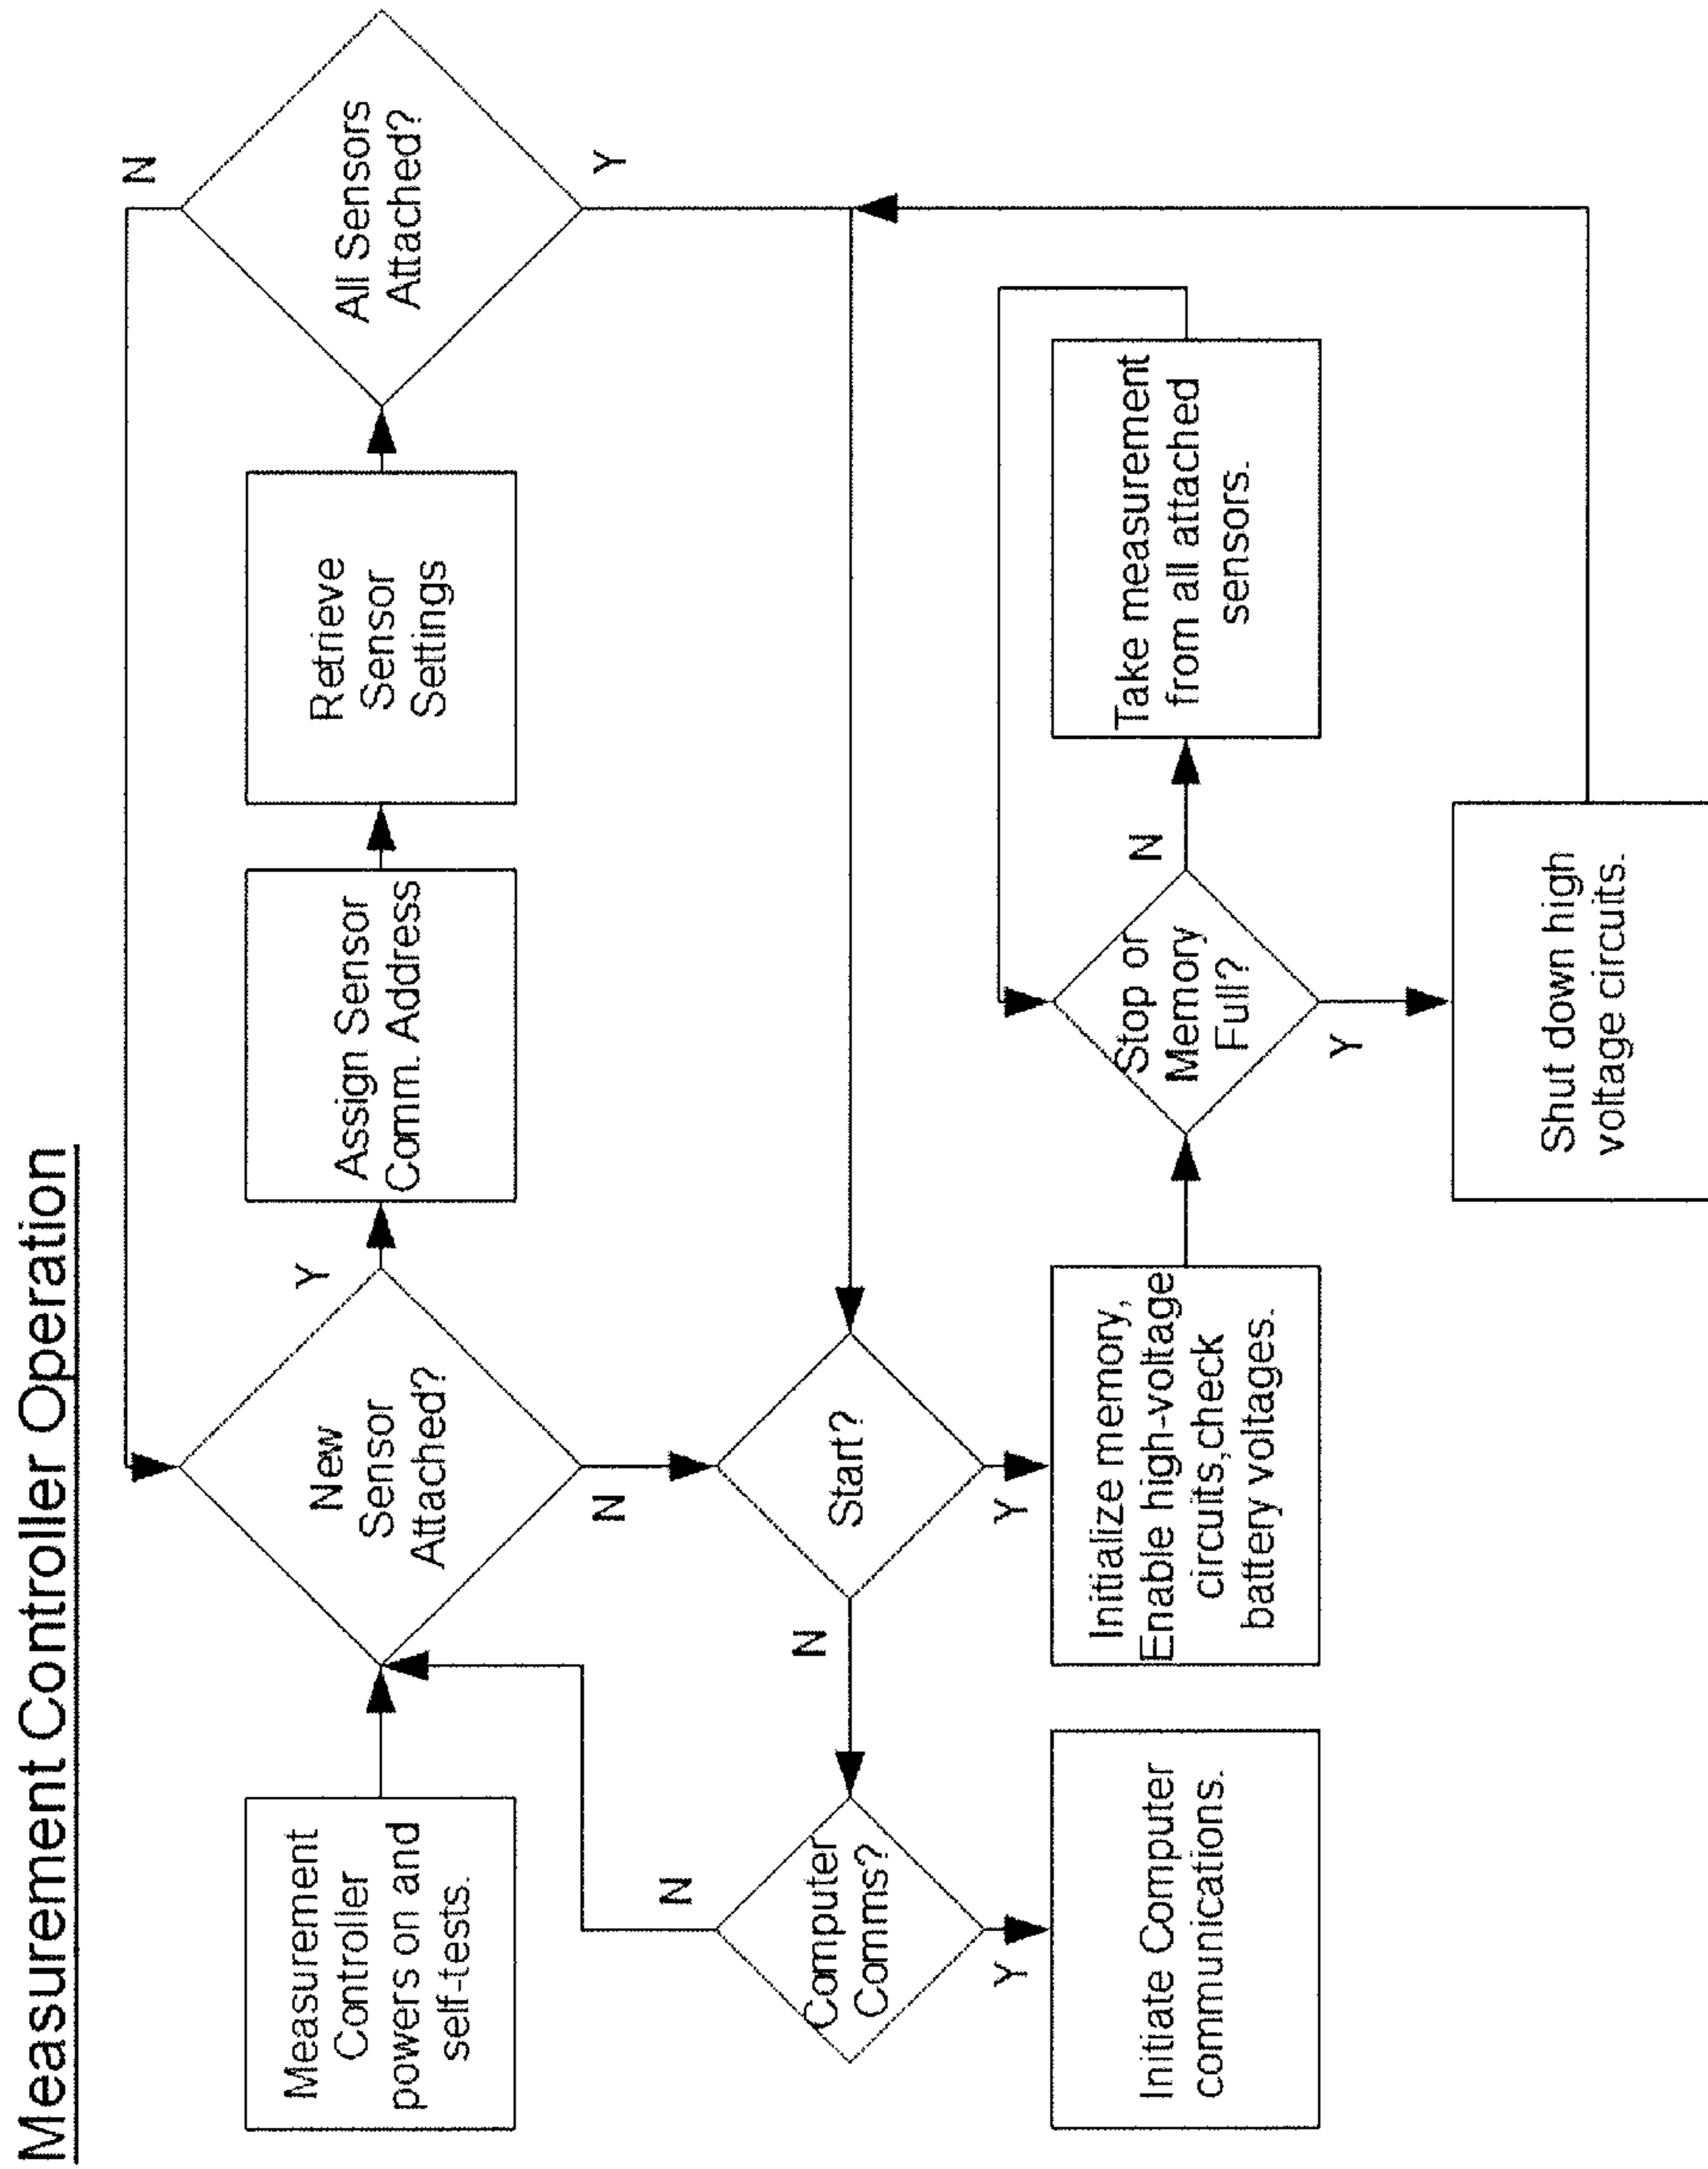 Measurement Controller Operation
Measurement
Controller
powers on and
self-tests.
New
Sensor
Attached?
Y
N
Assign Sensor
Comm. Address
Retrieve
Sensor
Settings
All Sensors
Attached?
N
Y
Start?
N
Y
Computer
Comms?
N
Y
Initiate Computer
communications.
Initialize memory,
Enable high-voltage
circuits,check
battery voltages.
Stop or
Memory
Full?
N
Y
Take measurement
from all attached
sensors.
Shut down high
voltage circuits.